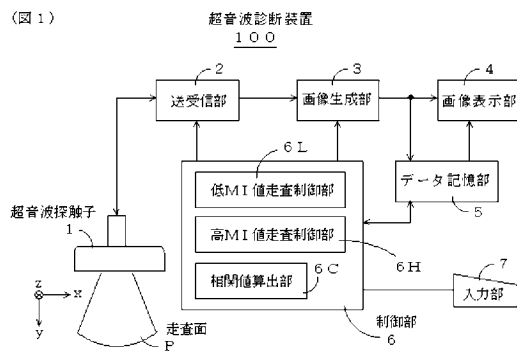 (図1)
超音波診断装置
１００
2
3
4
送受信部
画像生成部
画像表示部
6L
低MI値走査制御部
データ記憶部
5
超音波探触子
1
高MI値走査制御部
6H
6C
相関値算出部
7
入力部
z
x
y
走査面
P
制御部
6